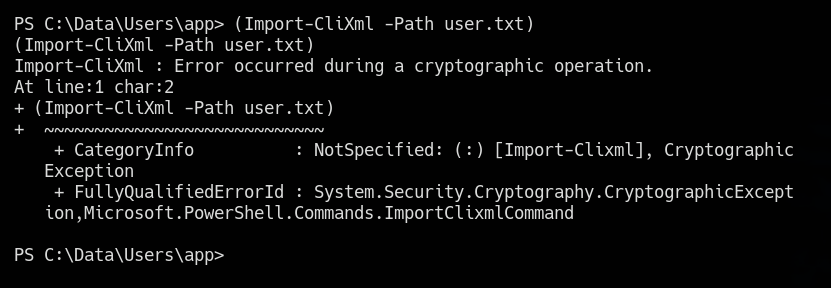 PS C:\Data\Users\app> (Import-CliXml -Path user.txt)
(Import-CliXml -Path user.txt)
Import-CliXml : Error occurred during a cryptographic operation.
At line:1 char:2
+ (Import-CliXml -Path user.txt)
+  ~~~~~~~~~~~~~~~~~~~~~~~~~~~~
    + CategoryInfo          : NotSpecified: (:) [Import-Clixml], Cryptographic
   Exception
    + FullyQualifiedErrorId : System.Security.Cryptography.CryptographicExcept
   ion,Microsoft.PowerShell.Commands.ImportClixmlCommand
PS C:\Data\Users\app>